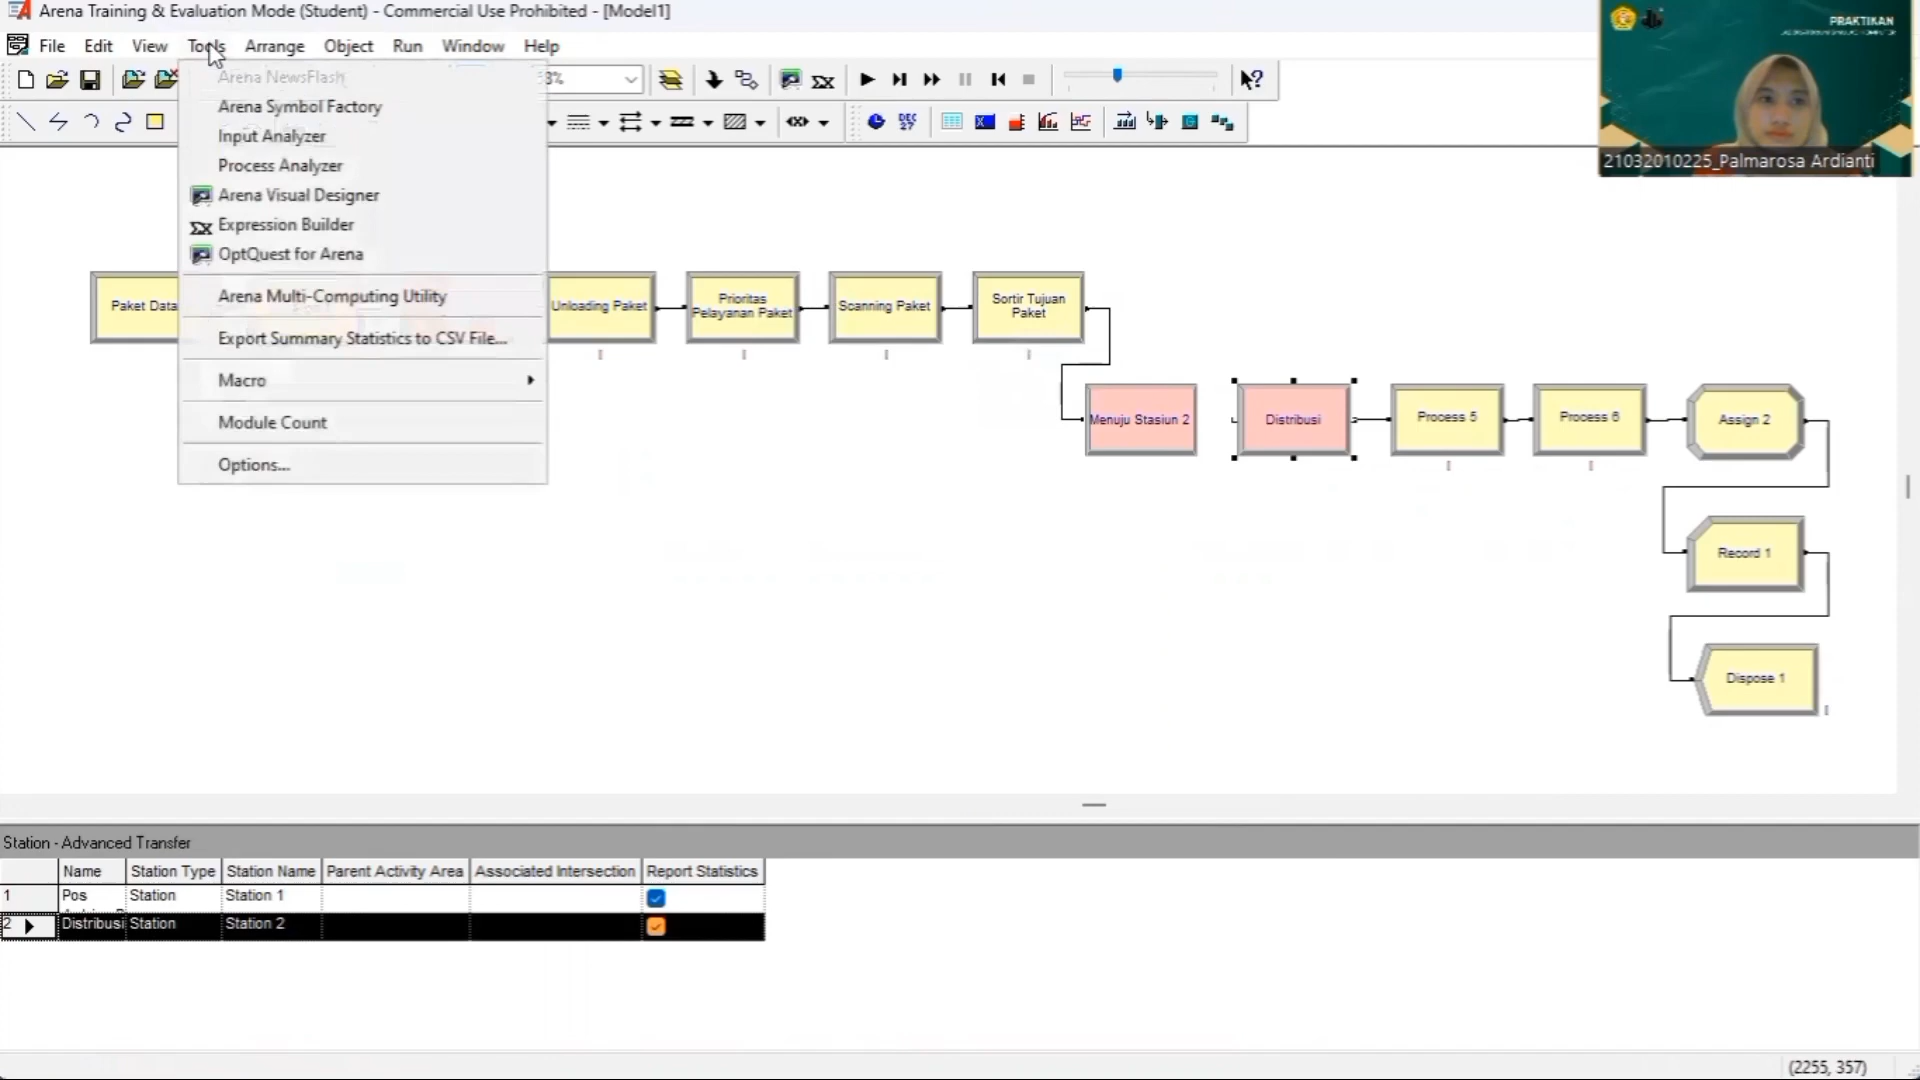 Arena Training & Evaluation Mode (Student) - Commercial Use Prohibited - [Model1]
File Edit View Tools Arrange Object Run Window Help
Arena NewsFlash
Arena Symbol Factory
Input Analyzer
Process Analyzer
Arena Visual Designer
Expression Builder
OptQuest for Arena
Arena Multi-Computing Utility
Export Summary Statistics to CSV File...
Macro
Module Count
Options...
PRAKTIKAN
21032010225_Palmarosa Ardianti
Paket Data
Unloading Paket
Prioritas
Pelayanan Paket
Scanning Paket
Sortir Tujuan
Paket
Menuju Stasiun 2
Distribusi
Process 5
Process 6
Assign 2
Record 1
Dispose 1
Station - Advanced Transfer
Name Station Type Station Name Parent Activity Area Associated Intersection Report Statistics
1 Pos Station Station 1
2 Distribusi Station Station 2
(2255, 357)